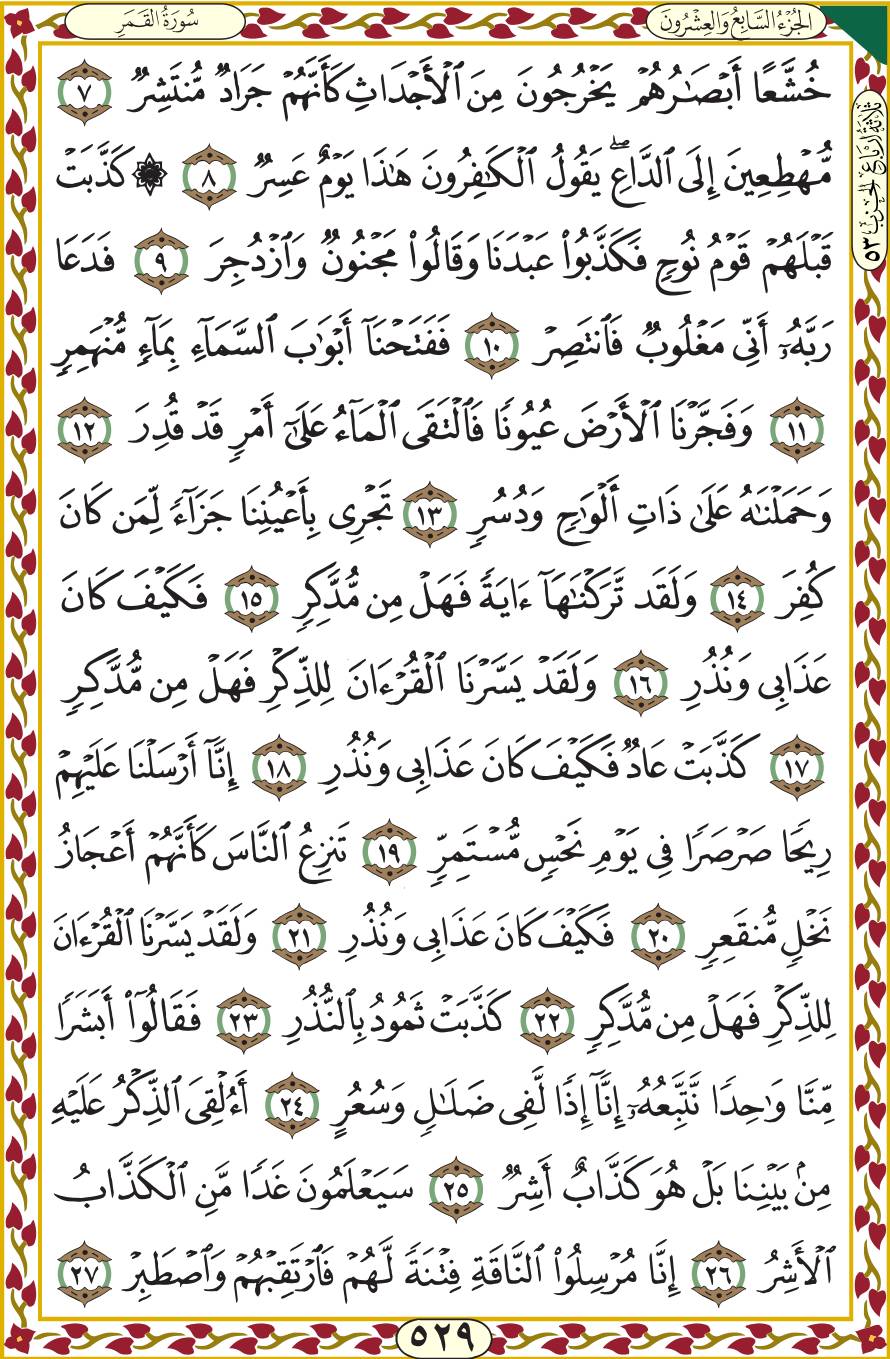 الجُزْءُ السَّابِعُ وَالعِشْرُونَ
سُورَةُ القَمَرِ
خُشَّعًا أَبْصَـٰرُهُمْ يَخْرُجُونَ مِنَ ٱلْأَجْدَاثِ كَأَنَّهُمْ جَرَادٌ مُّنتَشِرٌ ٧
مُّهْطِعِينَ إِلَى ٱلدَّاعِ ۖ يَقُولُ ٱلْكَـٰفِرُونَ هَـٰذَا يَوْمٌ عَسِرٌ ٨ ۞ كَذَّبَتْ
ثَلَاثَةُ أَرْبَاعِ الحِزْبِ ٥٣
قَبْلَهُمْ قَوْمُ نُوحٍ فَكَذَّبُوا۟ عَبْدَنَا وَقَالُوا۟ مَجْنُونٌ وَٱزْدُجِرَ ٩ فَدَعَا
رَبَّهُۥٓ أَنِّى مَغْلُوبٌ فَٱنتَصِرْ ١٠ فَفَتَحْنَآ أَبْوَٰبَ ٱلسَّمَآءِ بِمَآءٍ مُّنْهَمِرٍ
١١ وَفَجَّرْنَا ٱلْأَرْضَ عُيُونًا فَٱلْتَقَى ٱلْمَآءُ عَلَىٰٓ أَمْرٍ قَدْ قُدِرَ ١٢
وَحَمَلْنَـٰهُ عَلَىٰ ذَاتِ أَلْوَٰحٍ وَدُسُرٍ ١٣ تَجْرِى بِأَعْيُنِنَا جَزَآءً لِّمَن كَانَ
كُفِرَ ١٤ وَلَقَد تَّرَكْنَـٰهَآ ءَايَةً فَهَلْ مِن مُّدَّكِرٍ ١٥ فَكَيْفَ كَانَ
عَذَابِى وَنُذُرِ ١٦ وَلَقَدْ يَسَّرْنَا ٱلْقُرْءَانَ لِلذِّكْرِ فَهَلْ مِن مُّدَّكِرٍ
١٧ كَذَّبَتْ عَادٌ فَكَيْفَ كَانَ عَذَابِى وَنُذُرِ ١٨ إِنَّآ أَرْسَلْنَا عَلَيْهِمْ
رِيحًا صَرْصَرًا فِى يَوْمِ نَحْسٍ مُّسْتَمِرٍّ ١٩ تَنزِعُ ٱلنَّاسَ كَأَنَّهُمْ أَعْجَازُ
نَخْلٍ مُّنقَعِرٍ ٢٠ فَكَيْفَ كَانَ عَذَابِى وَنُذُرِ ٢١ وَلَقَدْ يَسَّرْنَا ٱلْقُرْءَانَ
لِلذِّكْرِ فَهَلْ مِن مُّدَّكِرٍ ٢٢ كَذَّبَتْ ثَمُودُ بِٱلنُّذُرِ ٢٣ فَقَالُوٓا۟ أَبَشَرًا
مِّنَّا وَٰحِدًا نَّتَّبِعُهُۥٓ إِنَّآ إِذًا لَّفِى ضَلَـٰلٍ وَسُعُرٍ ٢٤ أَءُلْقِىَ ٱلذِّكْرُ عَلَيْهِ
مِنۢ بَيْنِنَا بَلْ هُوَ كَذَّابٌ أَشِرٌ ٢٥ سَيَعْلَمُونَ غَدًا مَّنِ ٱلْكَذَّابُ
ٱلْأَشِرُ ٢٦ إِنَّا مُرْسِلُوا۟ ٱلنَّاقَةِ فِتْنَةً لَّهُمْ فَٱرْتَقِبْهُمْ وَٱصْطَبِرْ ٢٧
٥٢٩